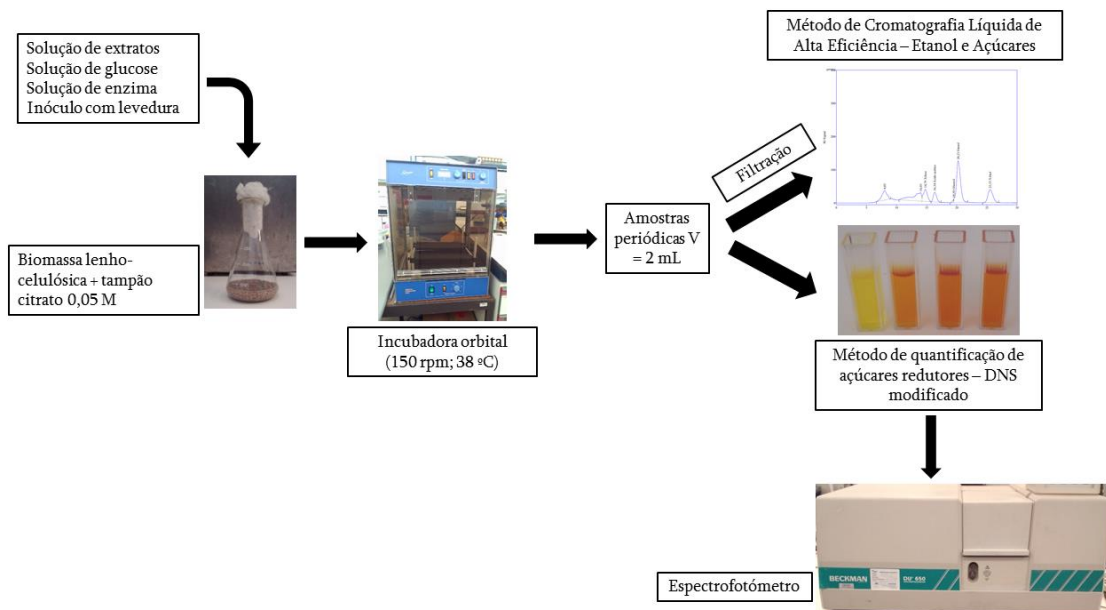 Solução de extratos
Solução de glucose
Solução de enzima
Inóculo com levedura
Biomassa lenho-
celulósica + tampão
citrato 0,05 M
Incubadora orbital
(150 rpm; 38 ºC)
Amostras
periódicas V
= 2 mL
Filtração
Método de Cromatografia Líquida de
Alta Eficiência – Etanol e Açúcares
Método de quantificação de
açúcares redutores – DNS
modificado
Espectrofotómetro
BECKMAN
DU® 650